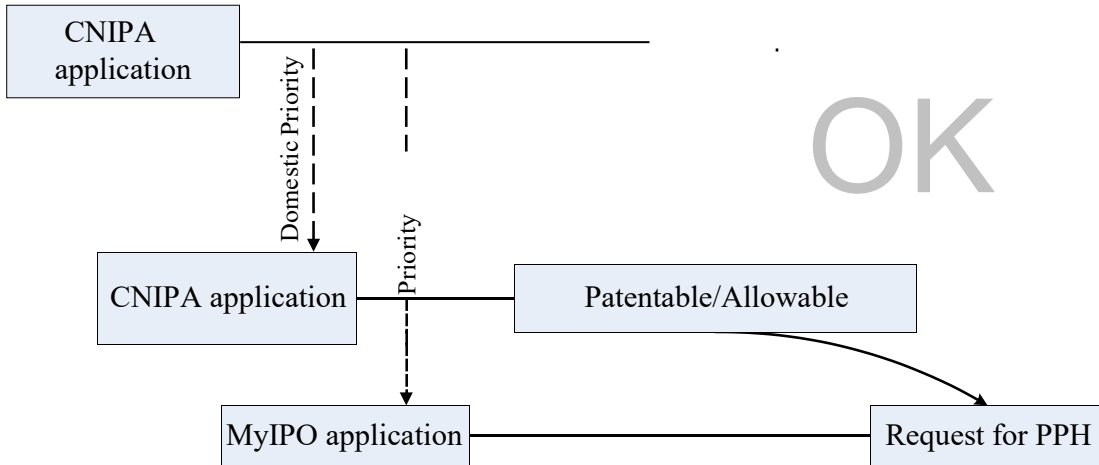 CNIPA
application
Domestic Priority
OK
Priority
CNIPA application
Patentable/Allowable
MyIPO application
Request for PPH